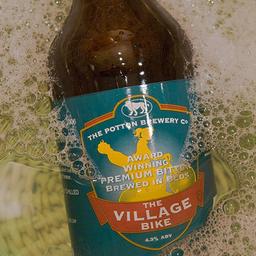 THE POTTON BREWERY Co
AWARD
WINNING
PREMIUM BITTER
BREWED IN BEDS
THE
VILLAGE
BIKE
4.3% ABV